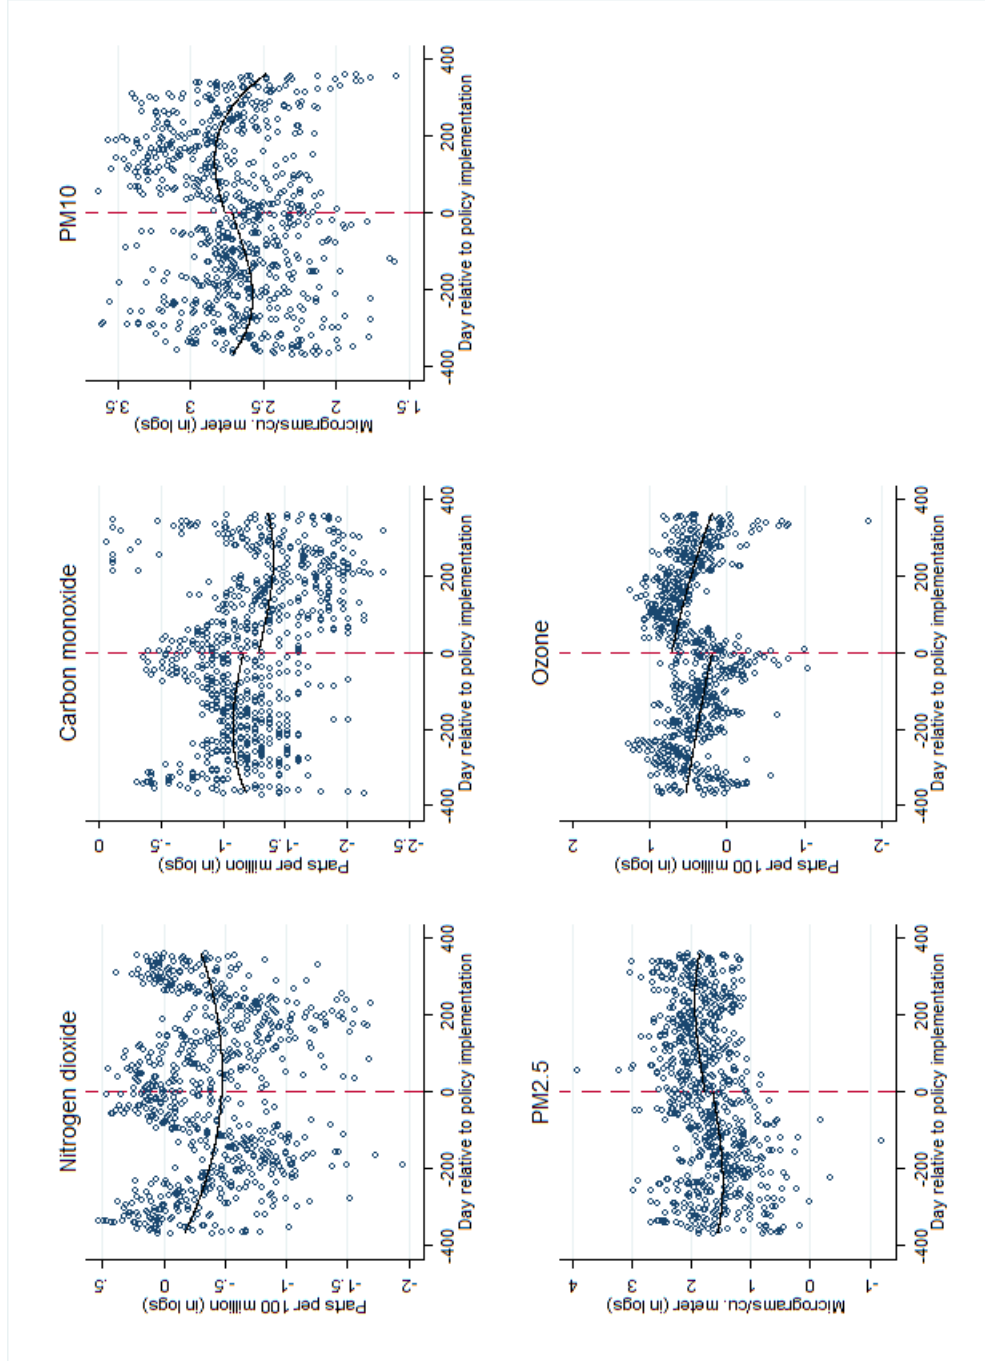 Nitrogen dioxide
Parts per 100 million (in logs)
.5
0
-.5
-1
-1.5
-2
-400 -200 0 200 400
Day relative to policy implementation
Carbon monoxide
Parts per million (in logs)
0
-.5
-1
-1.5
-2
-2.5
-400 -200 0 200 400
Day relative to policy implementation
PM10
Micrograms/cu. meter (in logs)
3.5
3
2.5
2
1.5
-400 -200 0 200 400
Day relative to policy implementation
PM2.5
Micrograms/cu. meter (in logs)
4
3
2
1
0
-1
-400 -200 0 200 400
Day relative to policy implementation
Ozone
Parts per 100 million (in logs)
2
1
0
-1
-2
-400 -200 0 200 400
Day relative to policy implementation